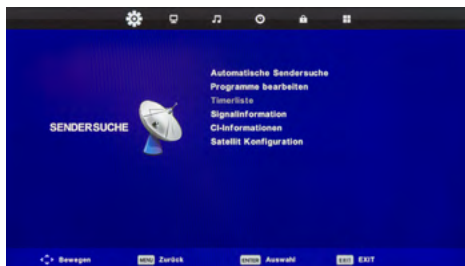 Automatische Sendersuche
Programme bearbeiten
Timerliste
SENDERSUCHE
Signalinformation
CI-Informationen
Satellit Konfiguration
Bewegen MENU Zurück ENTER Auswahl EXIT EXIT